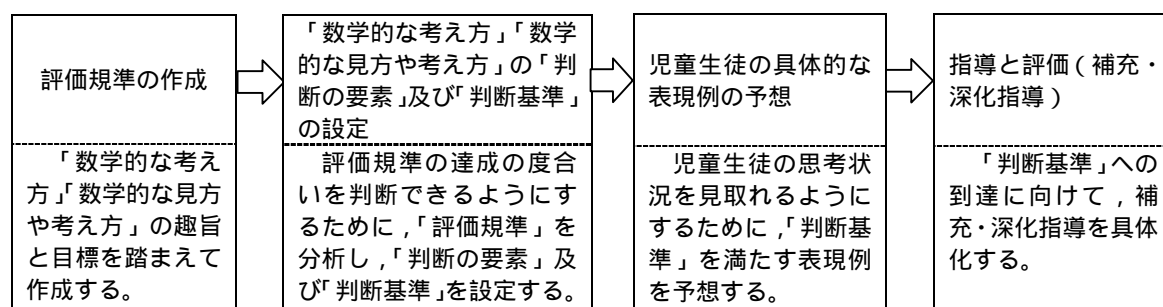 評価規準の作成
「数学的な考え
方」「数学的な見方
や考え方」の趣旨
と目標を踏まえて
作成する。
「数学的な考え方」「数学
的な見方や考え方」の「判
断の要素」及び「判断基準」
の設定
評価規準の達成の度合
いを判断できるようにす
るために，「評価規準」を
分析し，「判断の要素」及
び「判断基準」を設定する。
児童生徒の具体的な
表現例の予想
児童生徒の思考状
況を見取れるように
するために，「判断基
準」を満たす表現例
を予想する。
指導と評価（補充・
深化指導）
「判断基準」への
到達に向けて，補
充・深化指導を具体
化する。